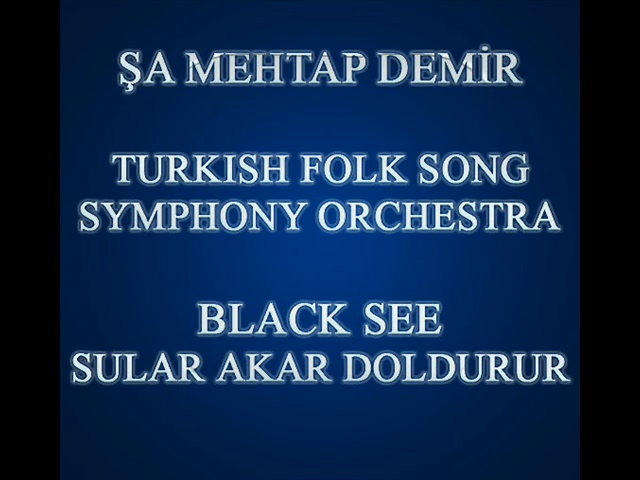 ŞA MEHTAP DEMİR
TURKISH FOLK SONG
SYMPHONY ORCHESTRA
BLACK SEE
SULAR AKAR DOLDURUR